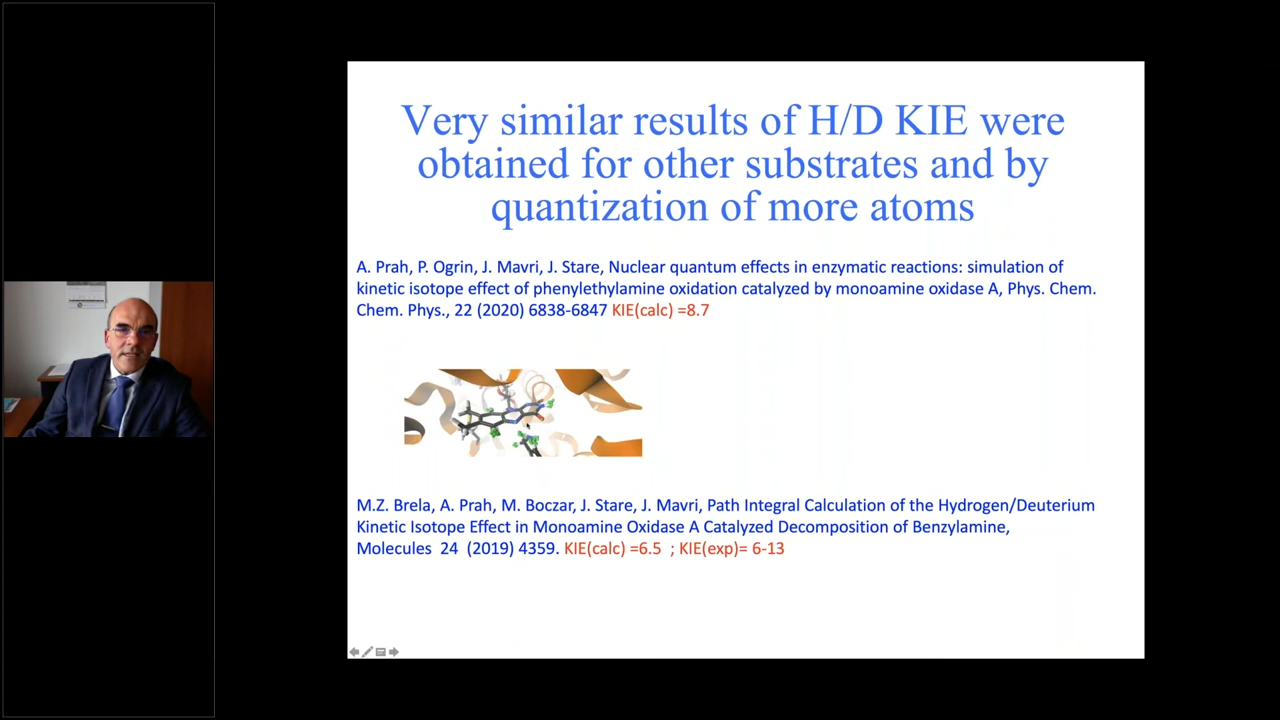 Very similar results of H/D KIE were
obtained for other substrates and by
quantization of more atoms
A. Prah, P. Ogrin, J. Mavri, J. Stare, Nuclear quantum effects in enzymatic reactions: simulation of
kinetic isotope effect of phenylethylamine oxidation catalyzed by monoamine oxidase A, Phys. Chem.
Chem. Phys., 22 (2020) 6838-6847 KIE(calc) =8.7
M.Z. Brela, A. Prah, M. Boczar, J. Stare, J. Mavri, Path Integral Calculation of the Hydrogen/Deuterium
Kinetic Isotope Effect in Monoamine Oxidase A Catalyzed Decomposition of Benzylamine,
Molecules 24 (2019) 4359. KIE(calc) =6.5 ; KIE(exp)= 6-13